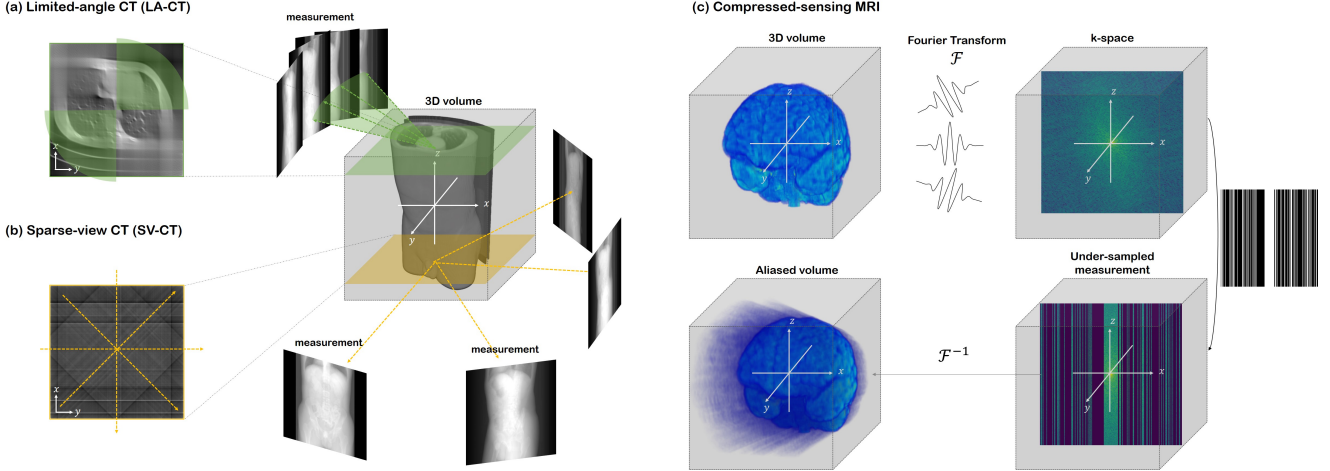 (a) Limited-angle CT (LA-CT)
measurement
3D volume
x
y
z
x
y
(b) Sparse-view CT (SV-CT)
x
y
measurement
measurement
(c) Compressed-sensing MRI
3D volume
Fourier Transform
ℱ
k-space
z
x
y
z
x
y
Aliased volume
Under-sampled
measurement
ℱ⁻¹
z
x
y
z
x
y